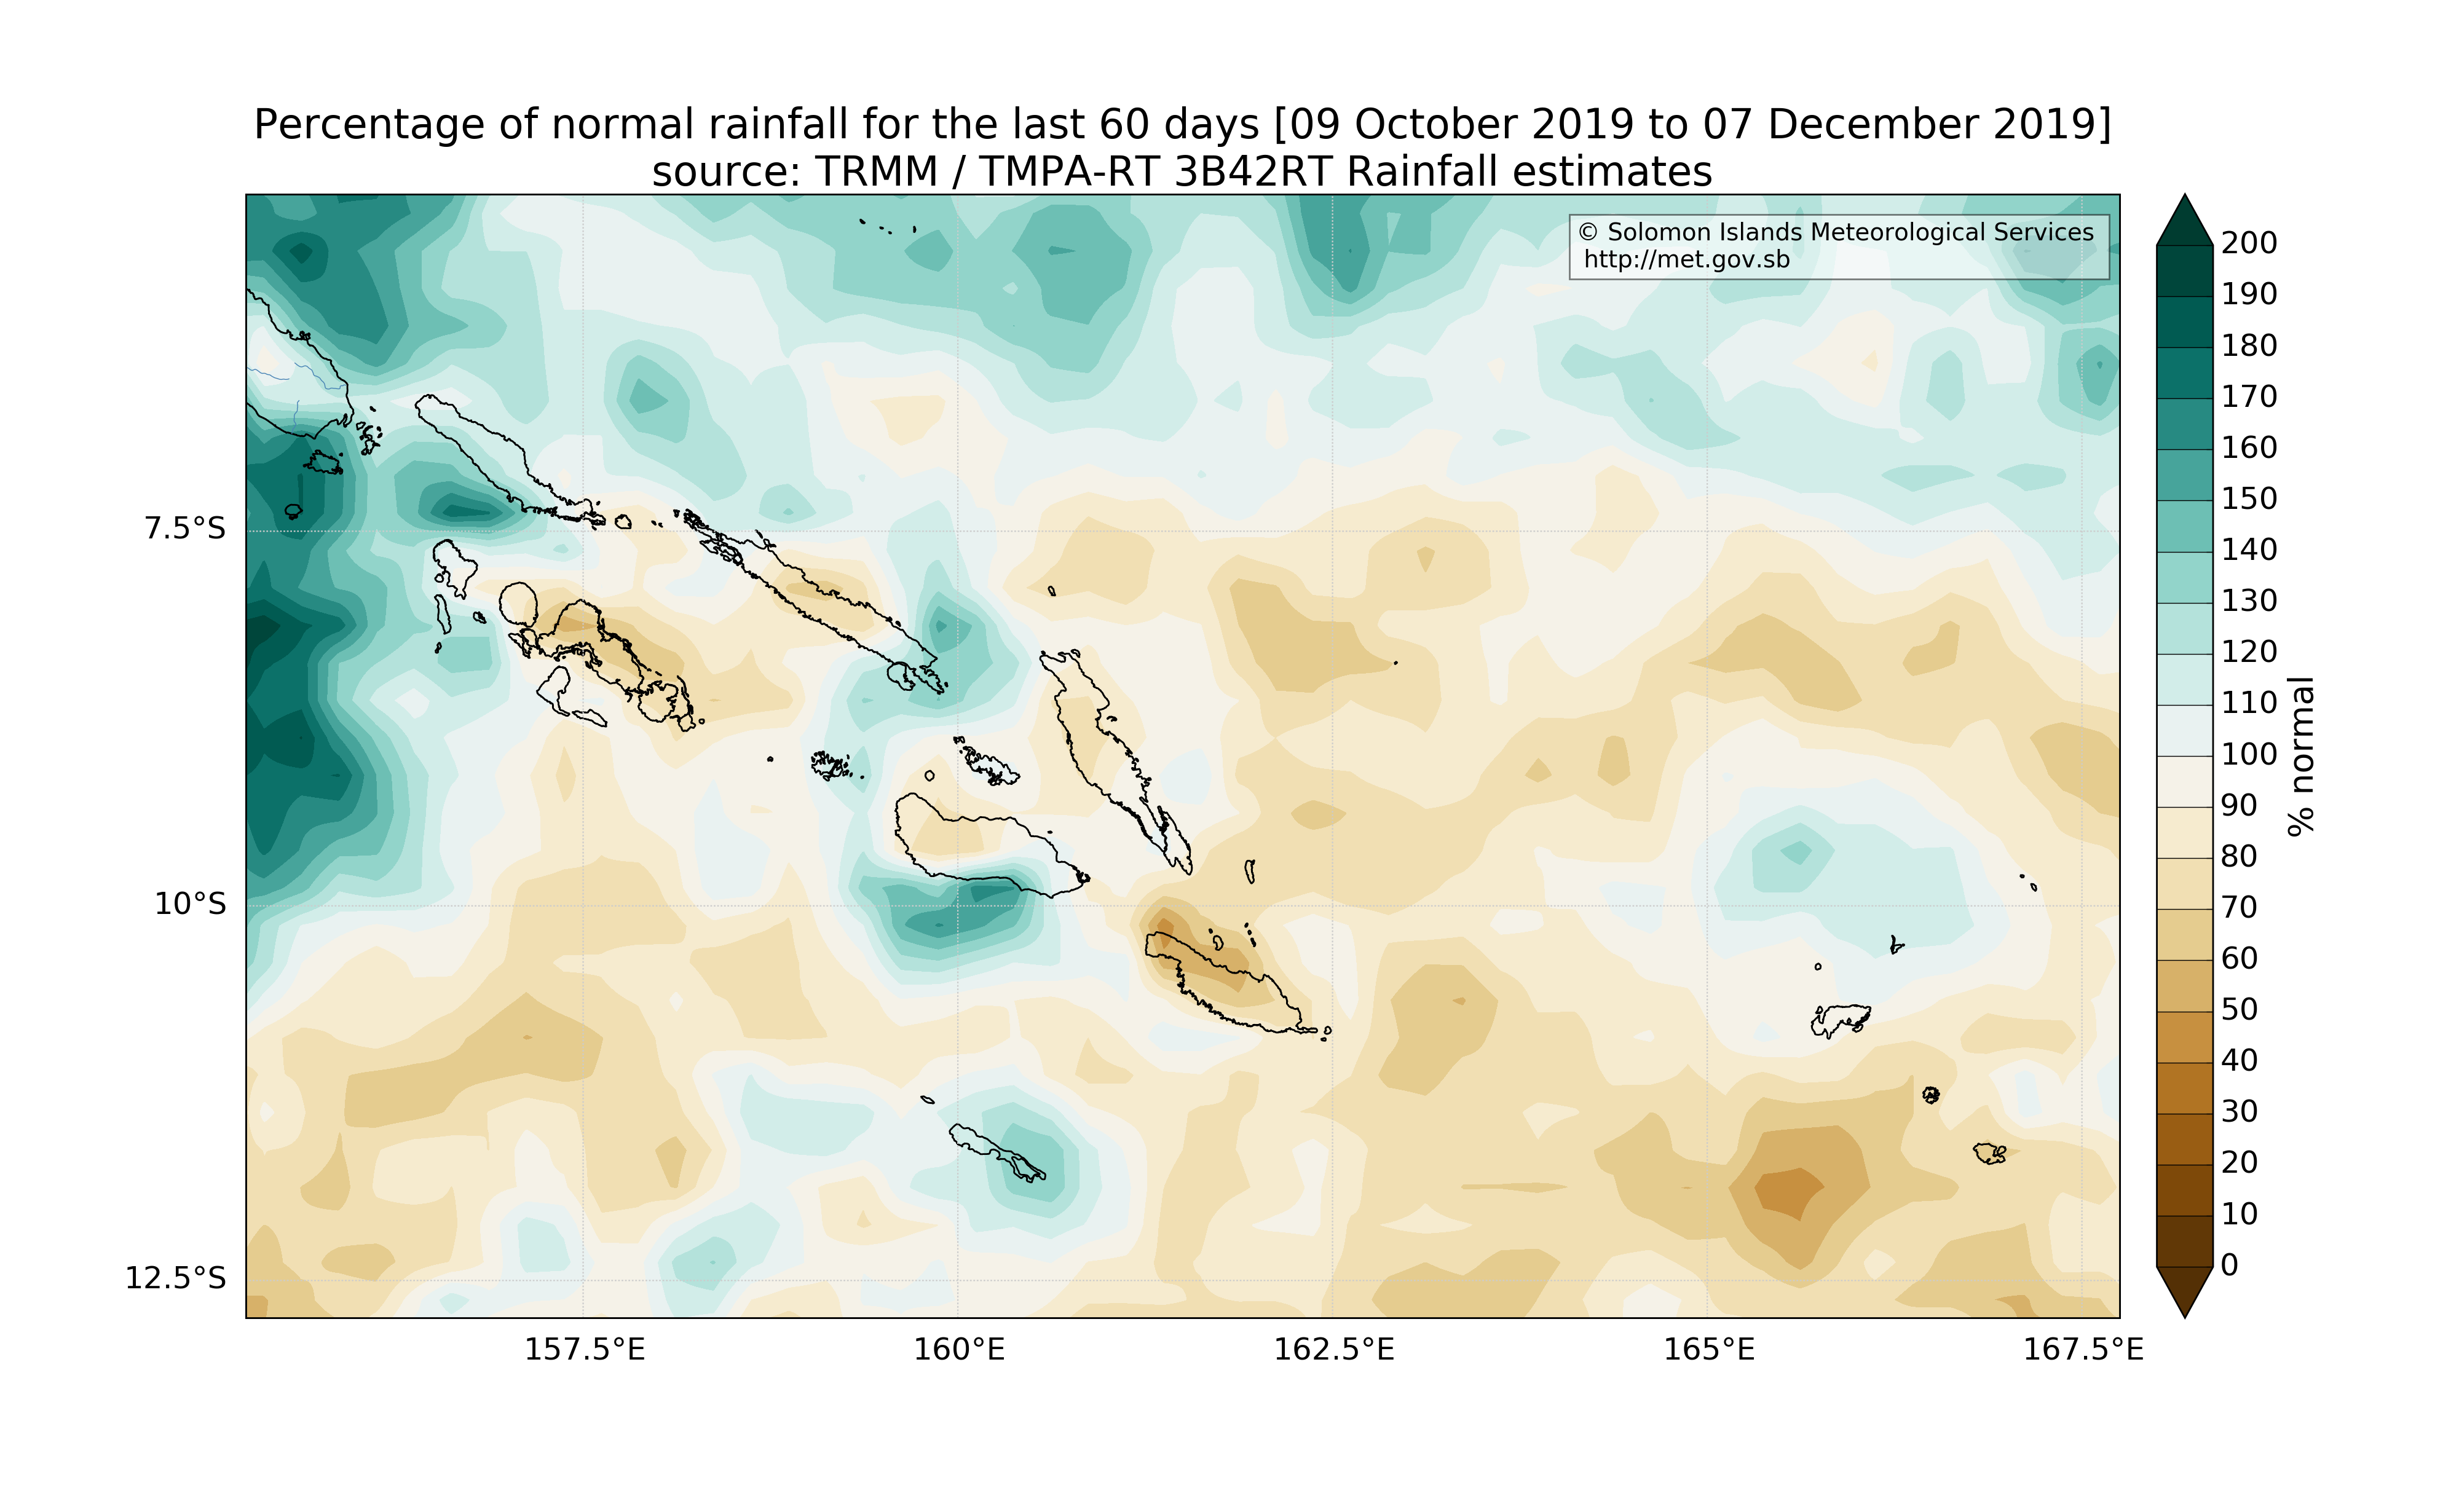 Percentage of normal rainfall for the last 60 days [09 October 2019 to 07 December 2019]
source: TRMM / TMPA-RT 3B42RT Rainfall estimates
© Solomon Islands Meteorological Services
http://met.gov.sb
7.5°S
10°S
12.5°S
157.5°E
160°E
162.5°E
165°E
167.5°E
200
190
180
170
160
150
140
130
120
110
100
90
80
70
60
50
40
30
20
10
0
% normal